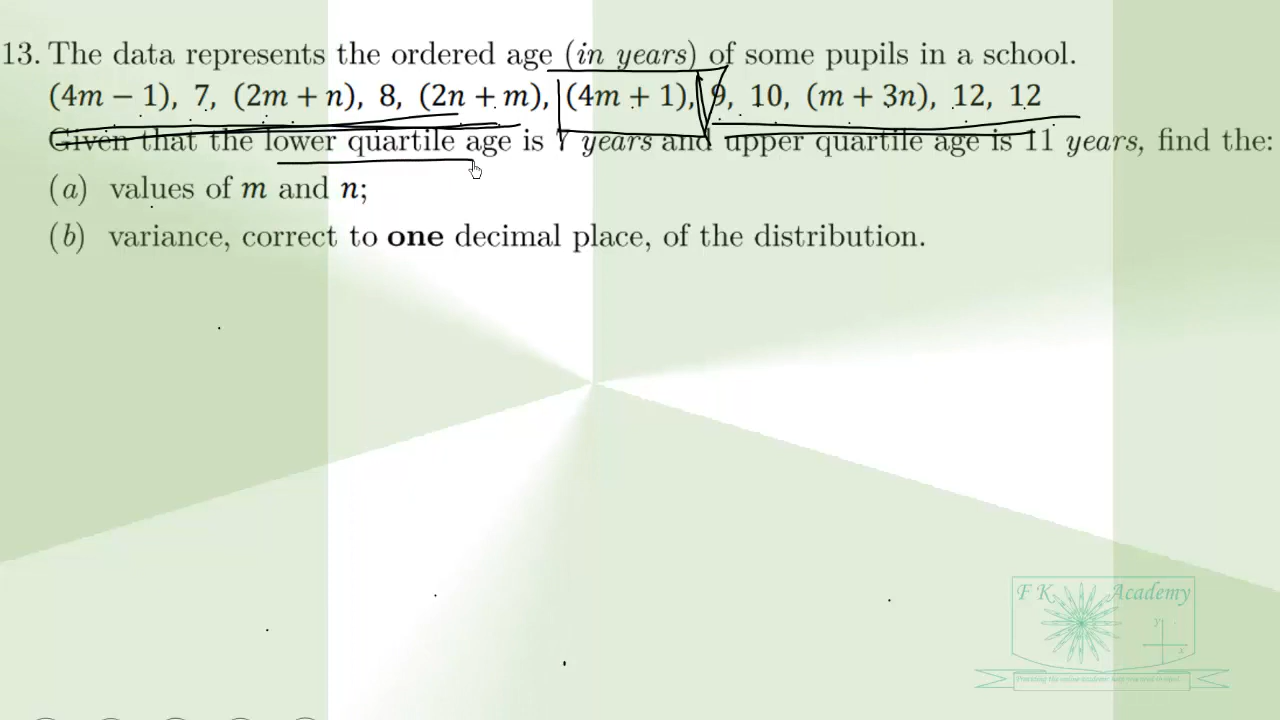 13. The data represents the ordered age (in years) of some pupils in a school.
(4m − 1), 7, (2m + n), 8, (2n + m), (4m + 1), 9, 10, (m + 3n), 12, 12
Given that the lower quartile age is 7 years and upper quartile age is 11 years, find the:
(a) values of m and n;
(b) variance, correct to one decimal place, of the distribution.
F K Academy
y
x